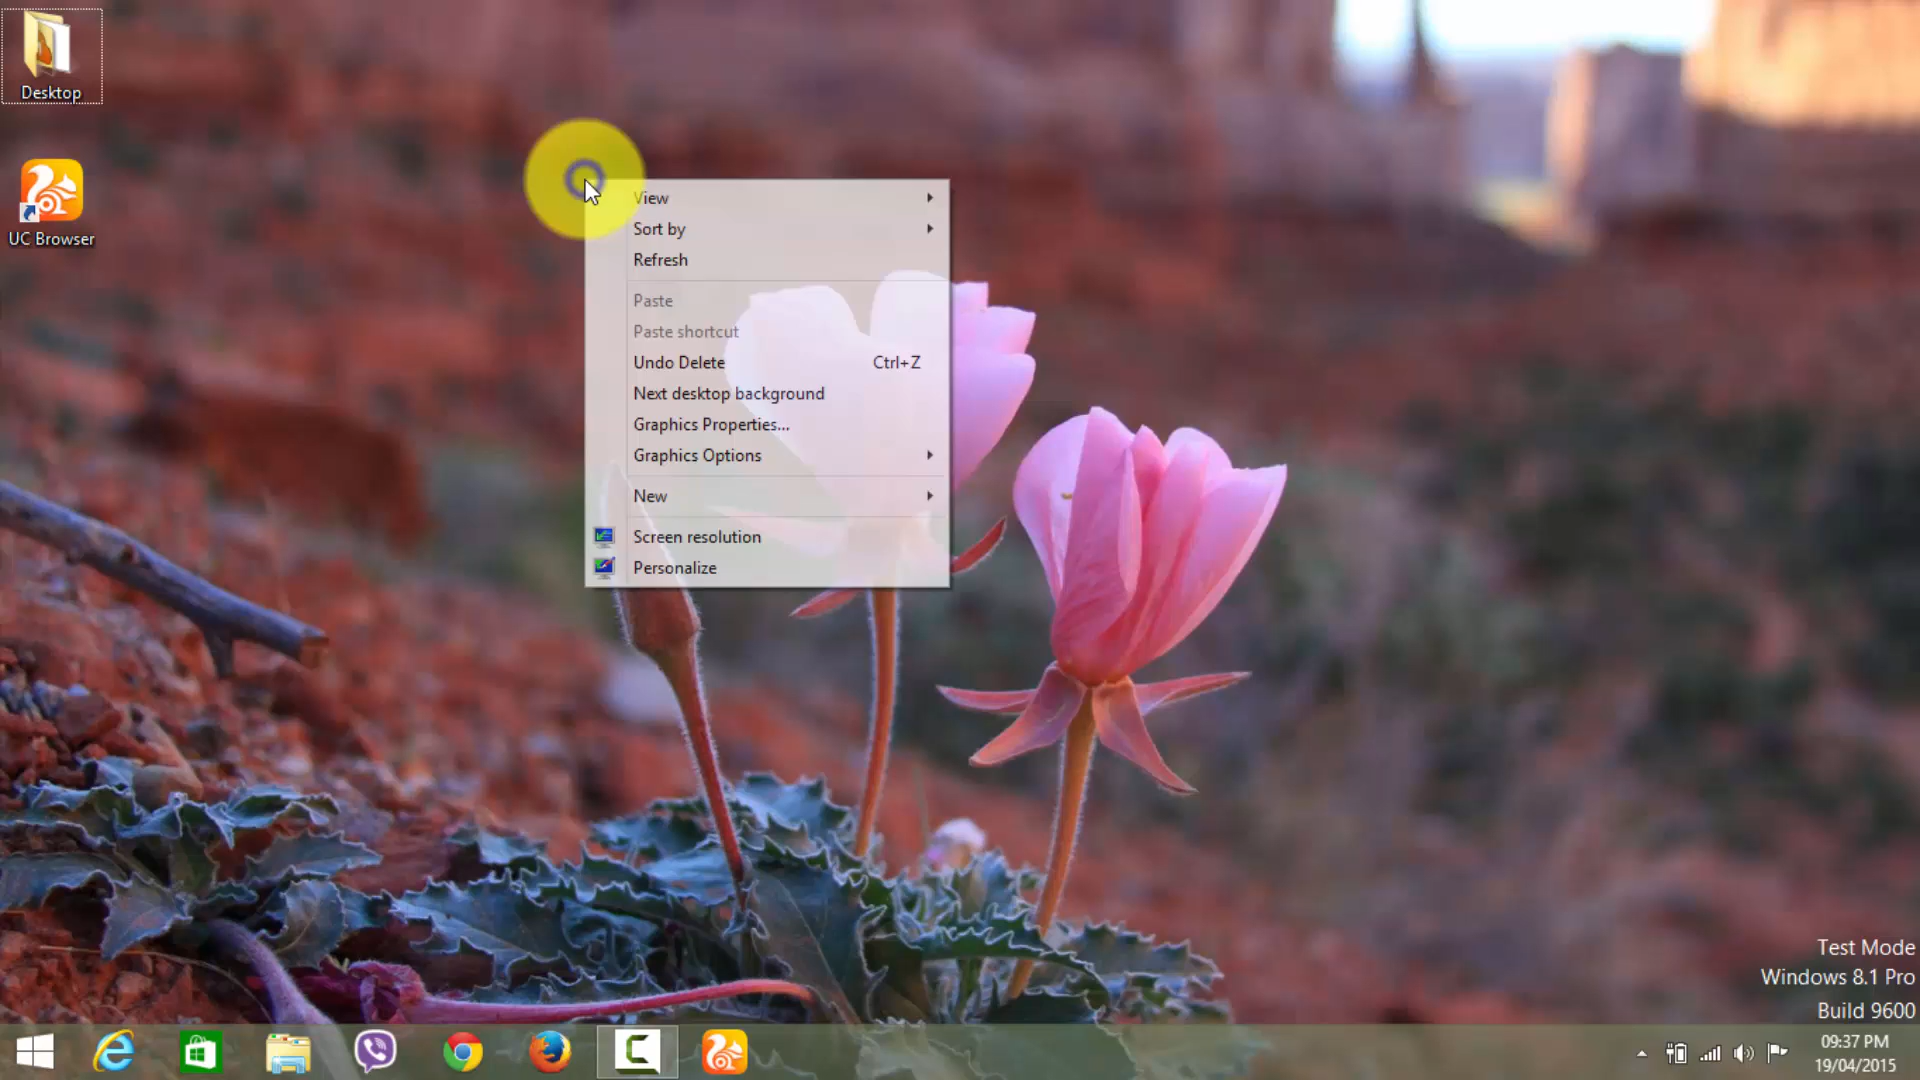 Desktop
UC Browser
View
Sort by
Refresh
Paste
Paste shortcut
Undo Delete Ctrl+Z
Next desktop background
Graphics Properties...
Graphics Options
New
Screen resolution
Personalize
Test Mode
Windows 8.1 Pro
Build 9600
09:37 PM
19/04/2015